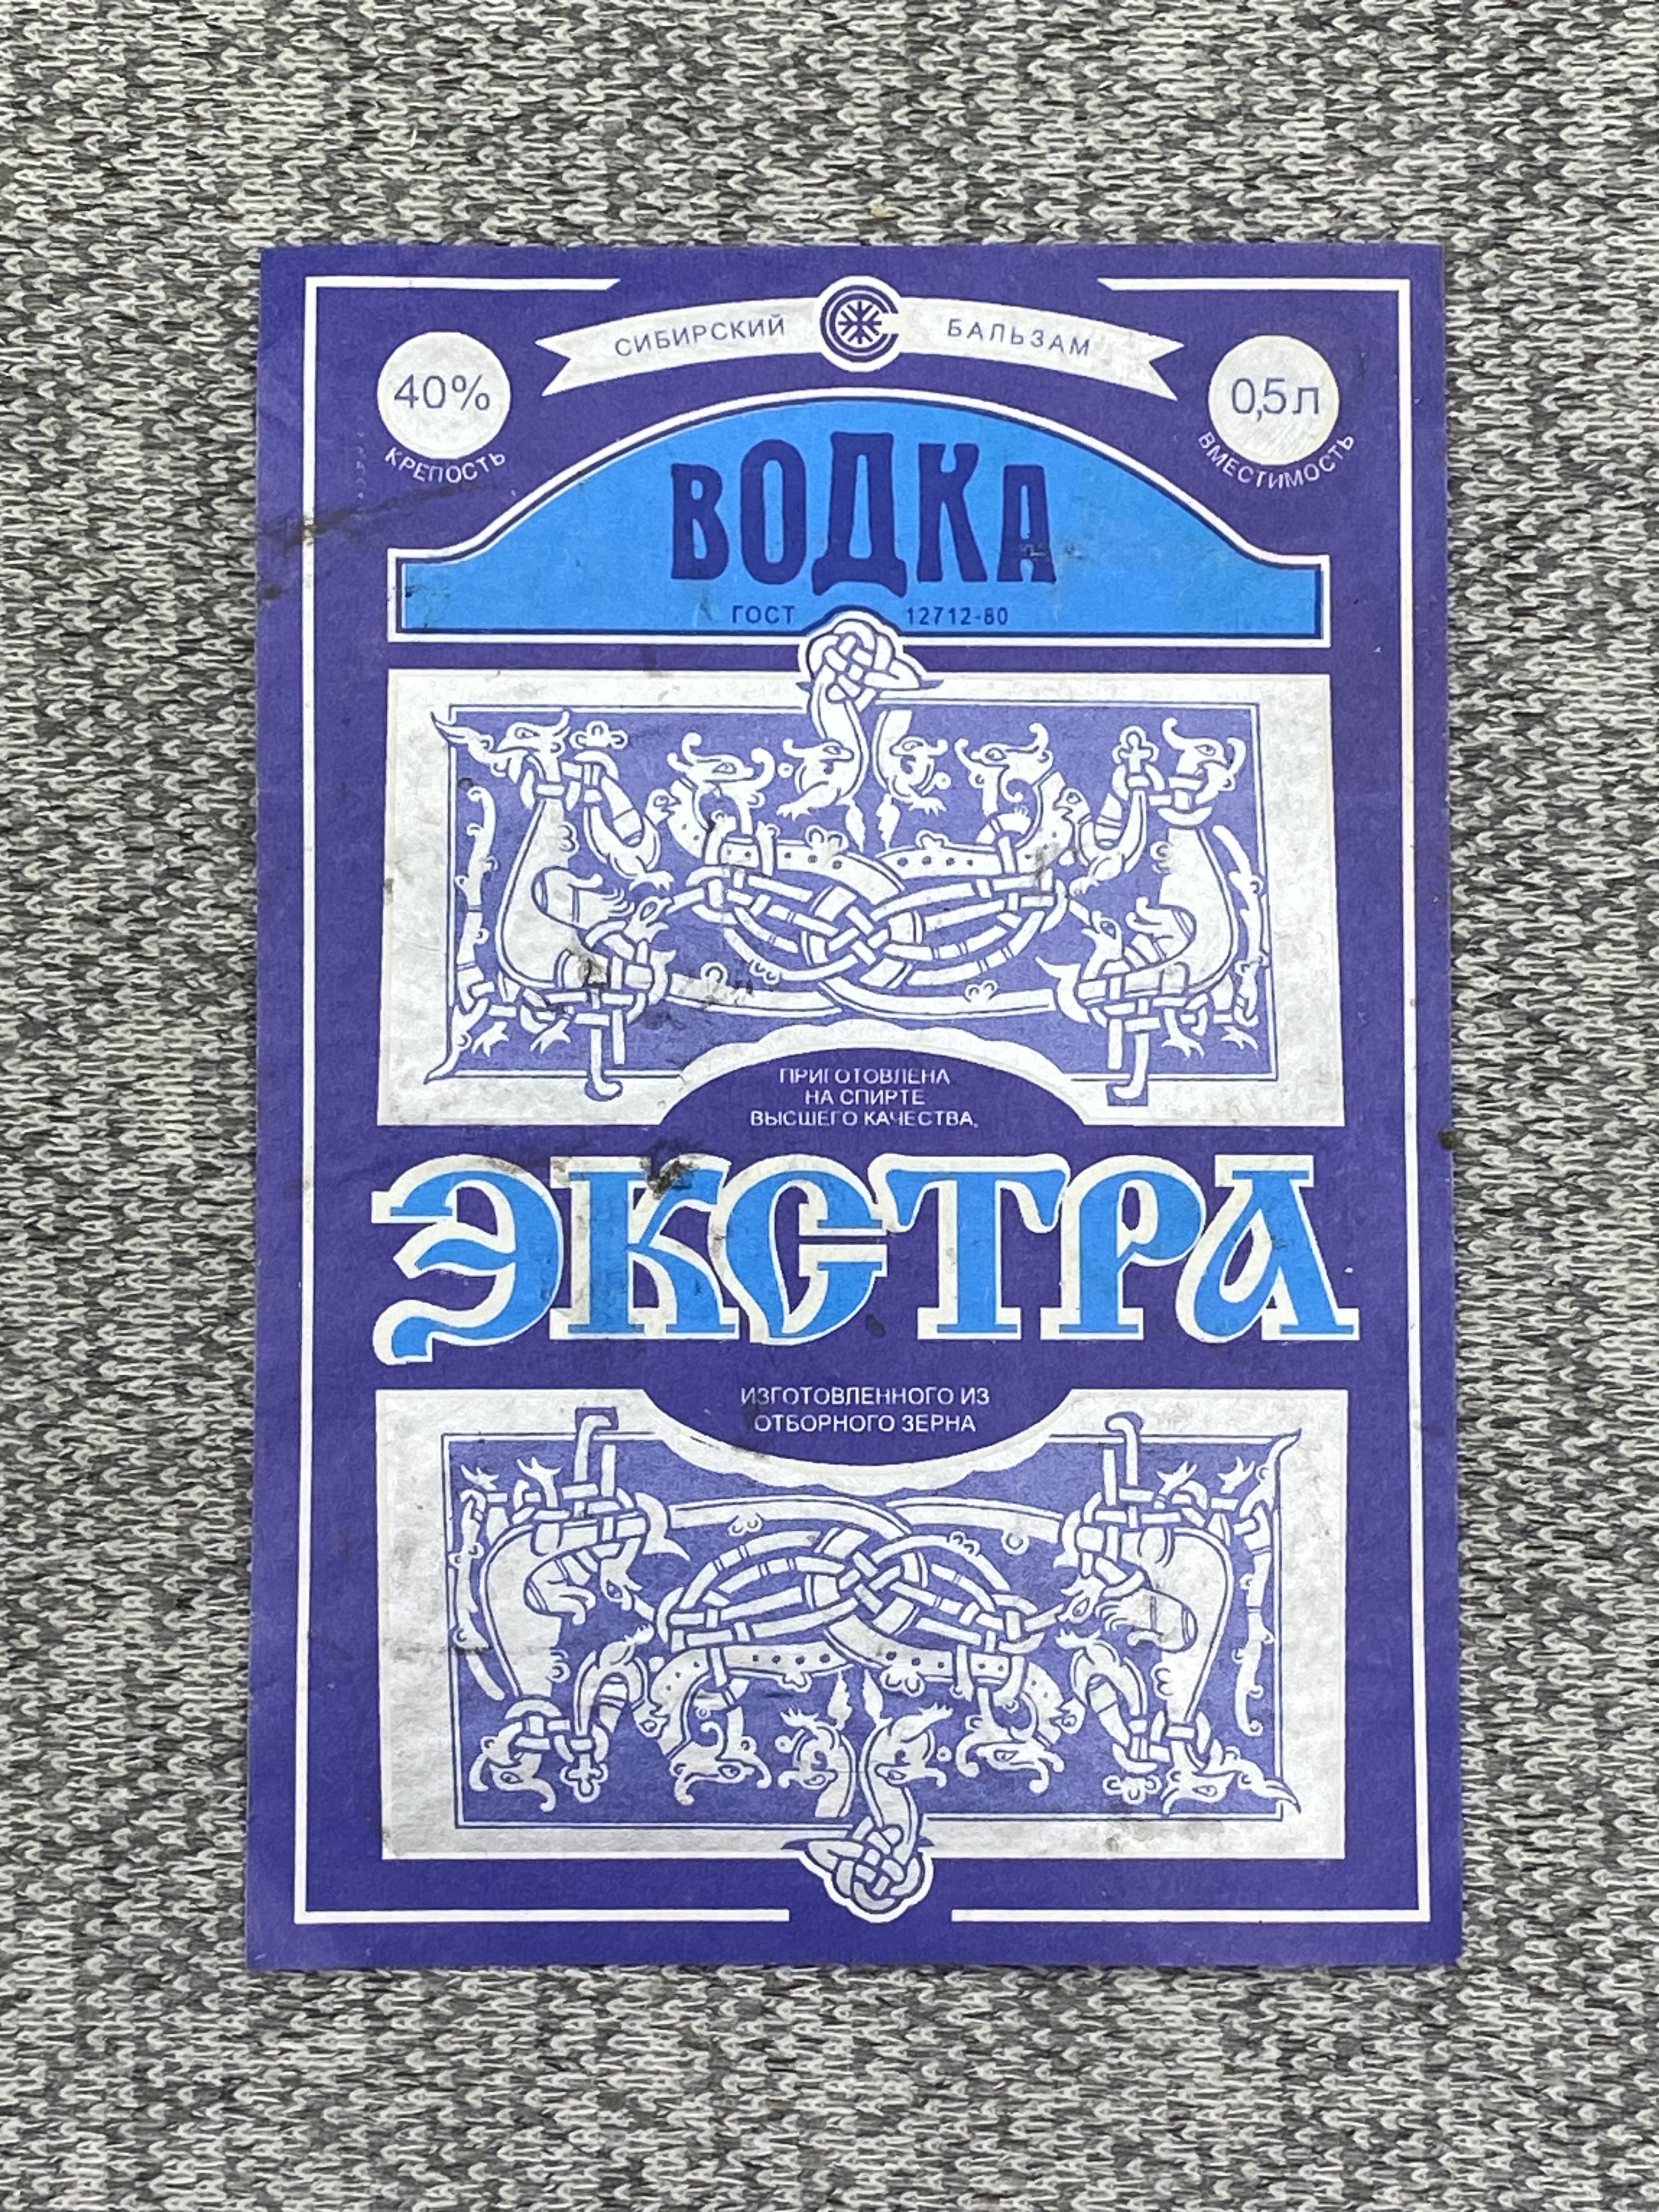 СИБИРСКИЙ БАЛЬЗАМ
40%
КРЕПОСТЬ
0,5л
ВМЕСТИМОСТЬ
ВОДКА
ГОСТ 12712-80
ПРИГОТОВЛЕНА
НА СПИРТЕ
ВЫСШЕГО КАЧЕСТВА,
ЭКСТРА
ИЗГОТОВЛЕННОГО ИЗ
ОТБОРНОГО ЗЕРНА